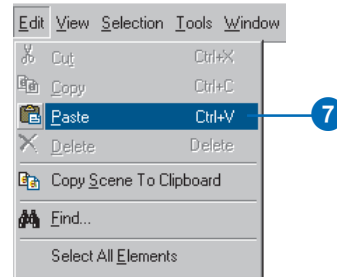 Edit View Selection Tools Window
Cut Ctrl+X
Copy Ctrl+C
Paste Ctrl+V 7
Delete Delete
Copy Scene To Clipboard
Find...
Select All Elements